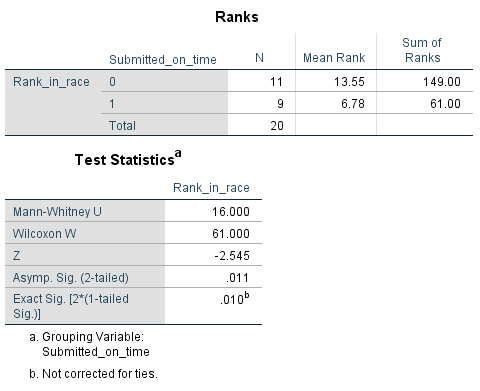 Ranks
Submitted_on_time N Mean Rank Sum of Ranks
Rank_in_race 0 11 13.55 149.00
1 9 6.78 61.00
Total 20
Test Statisticsa
Rank_in_race
Mann-Whitney U 16.000
Wilcoxon W 61.000
Z -2.545
Asymp. Sig. (2-tailed) .011
Exact Sig. [2*(1-tailed Sig.)] .010b
a. Grouping Variable:
Submitted_on_time
b. Not corrected for ties.